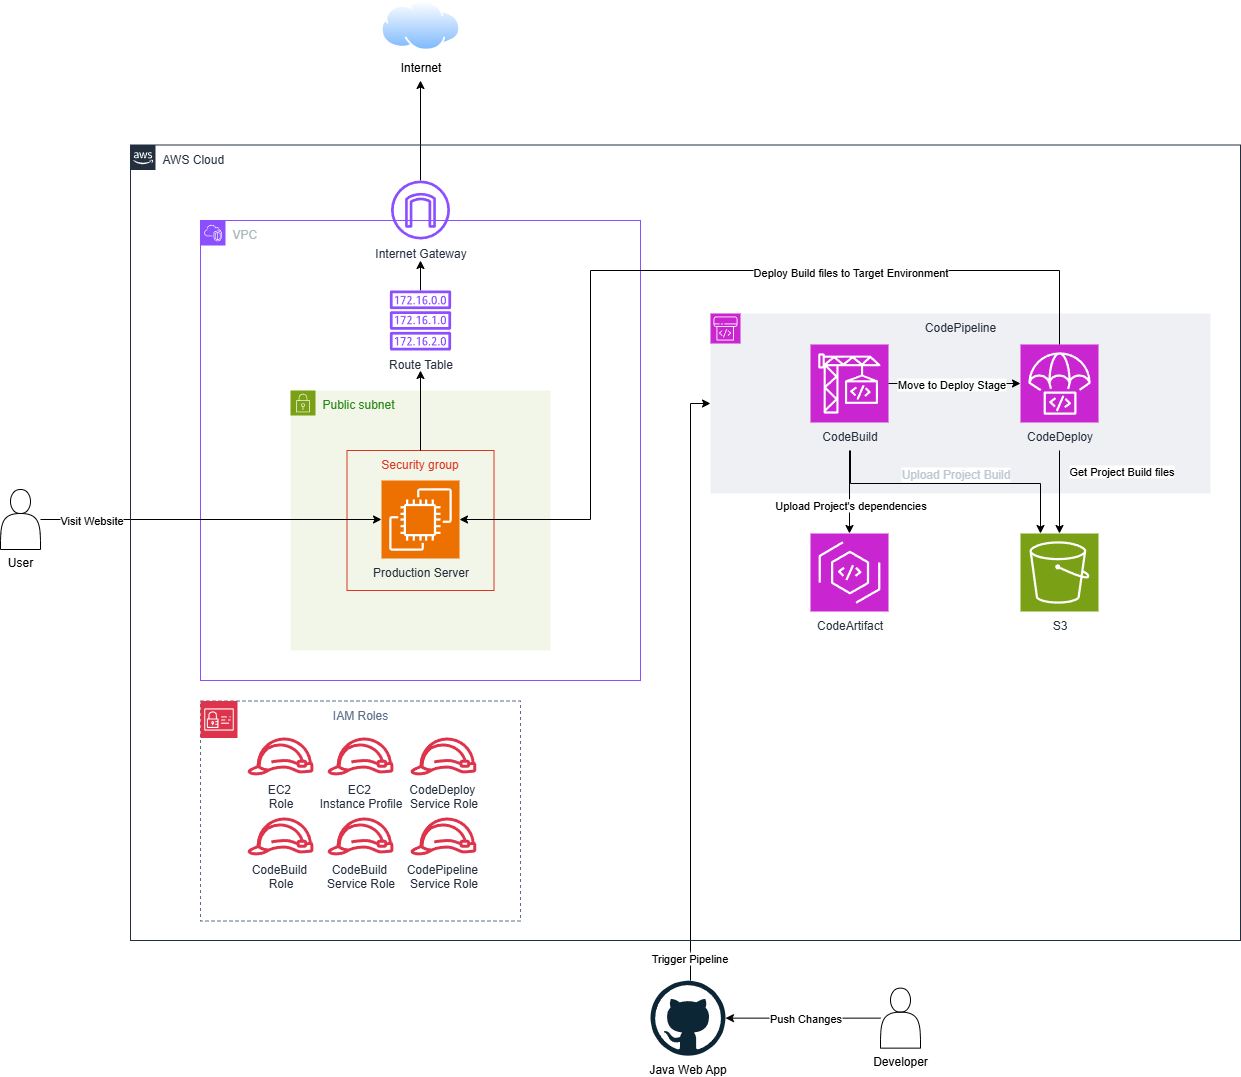 Internet
aws
AWS Cloud
VPC
Internet Gateway
172.16.0.0
172.16.1.0
172.16.2.0
Route Table
Deploy Build files to Target Environment
CodePipeline
CodeBuild
Move to Deploy Stage
CodeDeploy
Public subnet
Security group
Production Server
Visit Website
User
Upload Project Build
Get Project Build files
Upload Project's dependencies
CodeArtifact
S3
IAM Roles
EC2
Role
EC2
Instance Profile
CodeDeploy
Service Role
CodeBuild
Role
CodeBuild
Service Role
CodePipeline
Service Role
Trigger Pipeline
Push Changes
Java Web App
Developer